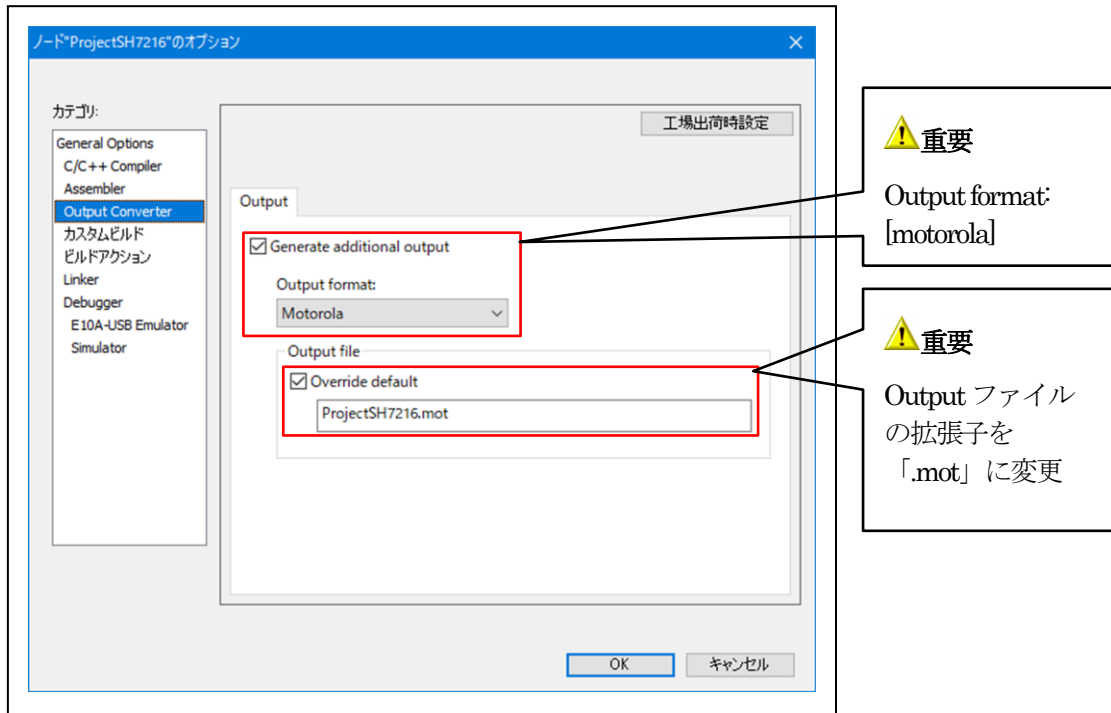 ノード"ProjectSH7216"のオプション
カテゴリ:
General Options
C/C++ Compiler
Assembler
Output Converter
カスタムビルド
ビルドアクション
Linker
Debugger
E10A-USB Emulator
Simulator
工場出荷時設定
Output
Generate additional output
Output format:
Motorola
Output file
Override default
ProjectSH7216.mot
OK
キャンセル
重要
Output format:
[motorola]
重要
Output ファイル
の拡張子を
「.mot」に変更